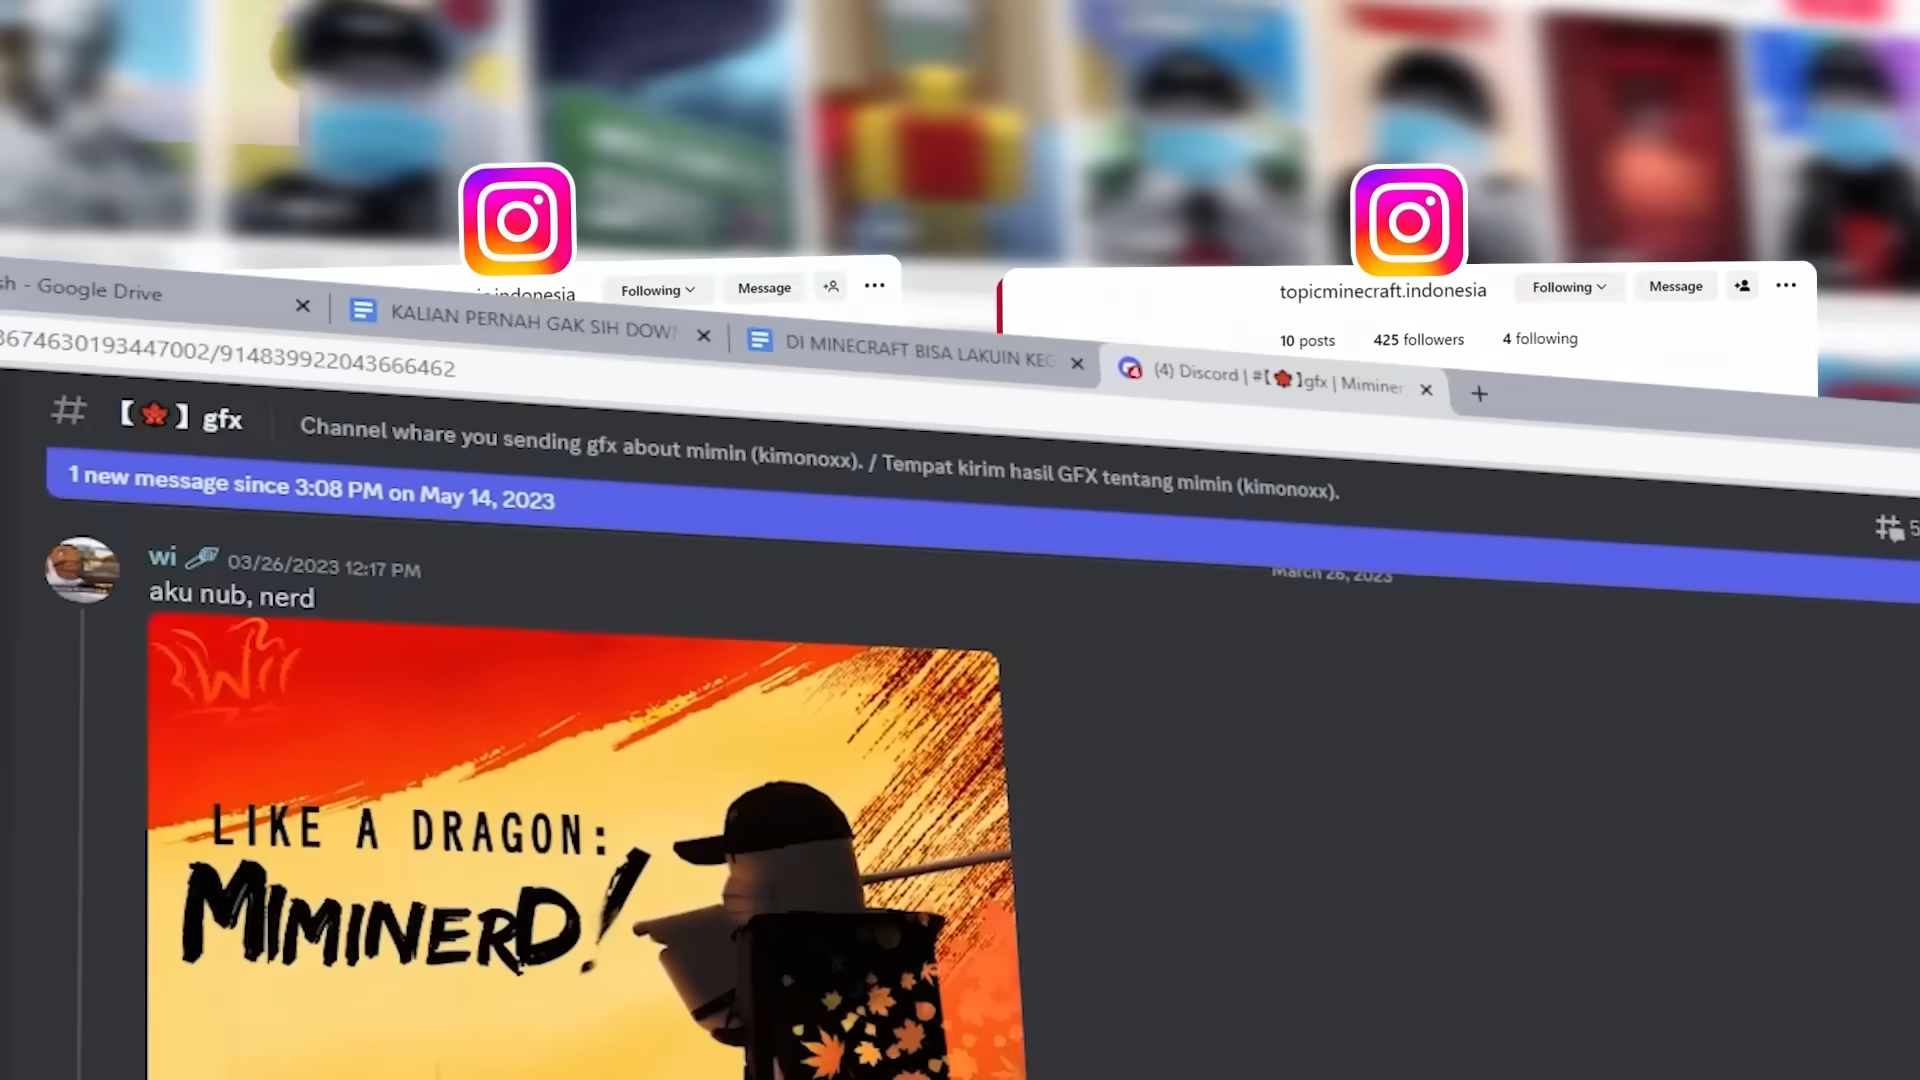 indonesia Following Message
topicminecraft.indonesia Following Message
10 posts 425 followers 4 following
sh - Google Drive
KALIAN PERNAH GAK SIH DOWN
DI MINECRAFT BISA LAKUIN KEG
(4) Discord | #【🍁】gfx | Miminer
3674630193447002/914839922043666462
# 【🍁】 gfx
Channel whare you sending gfx about mimin (kimonoxx). / Tempat kirim hasil GFX tentang mimin (kimonoxx).
1 new message since 3:08 PM on May 14, 2023
5
March 26, 2023
wi 03/26/2023 12:17 PM
aku nub, nerd
LIKE A DRAGON:
MIMINERD!